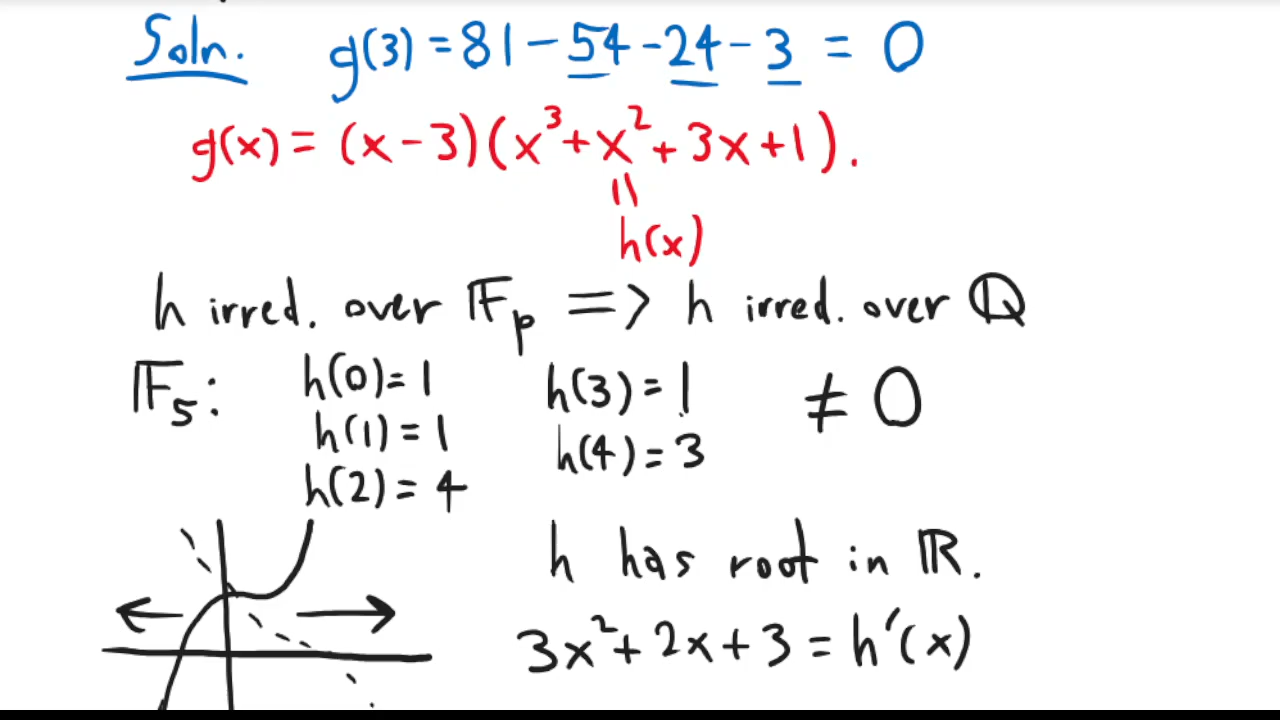 Soln. g(3) = 81 - 54 - 24 - 3 = 0
g(x) = (x - 3)(x³ + x² + 3x + 1).
||
h(x)
h irred. over 𝔽ₚ => h irred. over ℚ
𝔽₅: h(0) = 1 h(3) = 1 ≠ 0
h(1) = 1 h(4) = 3
h(2) = 4
h has root in ℝ.
3x² + 2x + 3 = h'(x)